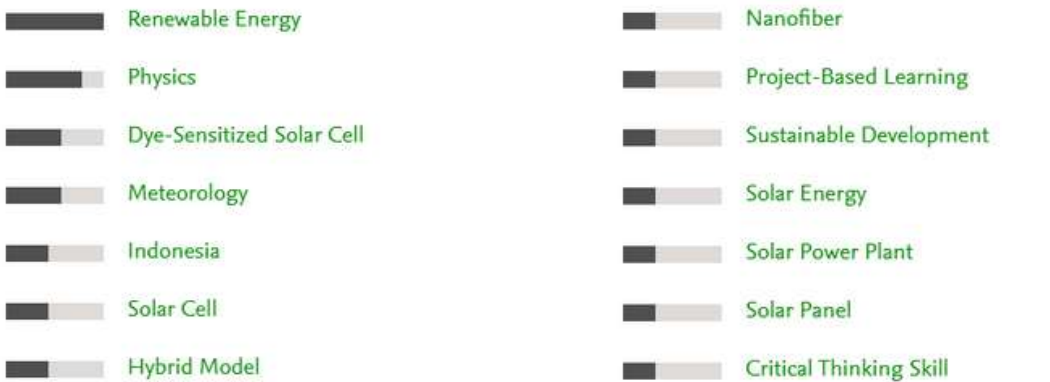 Renewable Energy
Physics
Dye-Sensitized Solar Cell
Meteorology
Indonesia
Solar Cell
Hybrid Model
Nanofiber
Project-Based Learning
Sustainable Development
Solar Energy
Solar Power Plant
Solar Panel
Critical Thinking Skill